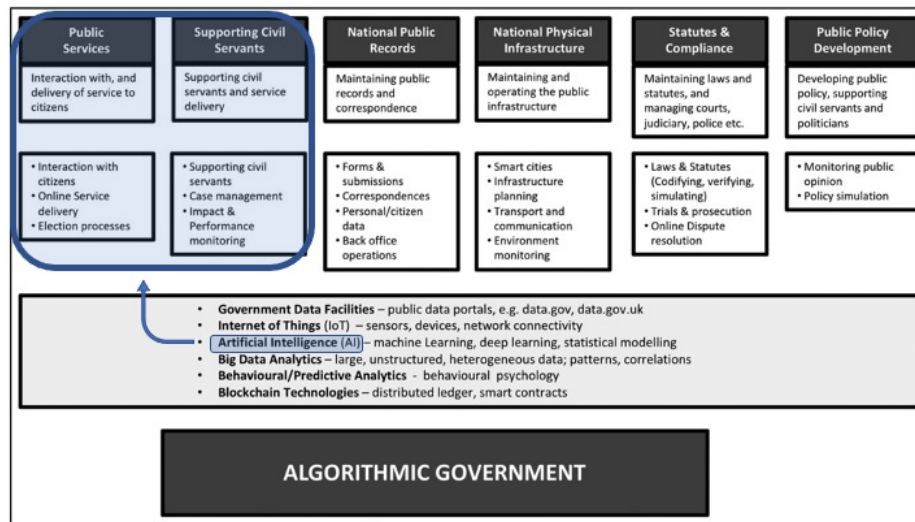 Public
Services
Supporting Civil
Servants
National Public
Records
National Physical
Infrastructure
Statutes &
Compliance
Public Policy
Development
Interaction with, and
delivery of service to
citizens
Supporting civil
servants and service
delivery
Maintaining public
records and
correspondence
Maintaining and
operating the public
infrastructure
Maintaining laws and
statutes, and
managing courts,
judiciary, police etc.
Developing public
policy, supporting
civil servants and
politicians
• Interaction with
citizens
• Online Service
delivery
• Election processes
• Supporting civil
servants
• Case management
• Impact &
Performance
monitoring
• Forms &
submissions
• Correspondences
• Personal/citizen
data
• Back office
operations
• Smart cities
• Infrastructure
planning
• Transport and
communication
• Environment
monitoring
• Laws & Statutes
(Codifying, verifying,
simulating)
• Trials & prosecution
• Online Dispute
resolution
• Monitoring public
opinion
• Policy simulation
• Government Data Facilities – public data portals, e.g. data.gov, data.gov.uk
• Internet of Things (IoT) – sensors, devices, network connectivity
• Artificial Intelligence (AI) – machine Learning, deep learning, statistical modelling
• Big Data Analytics – large, unstructured, heterogeneous data; patterns, correlations
• Behavioural/Predictive Analytics - behavioural psychology
• Blockchain Technologies – distributed ledger, smart contracts
ALGORITHMIC GOVERNMENT